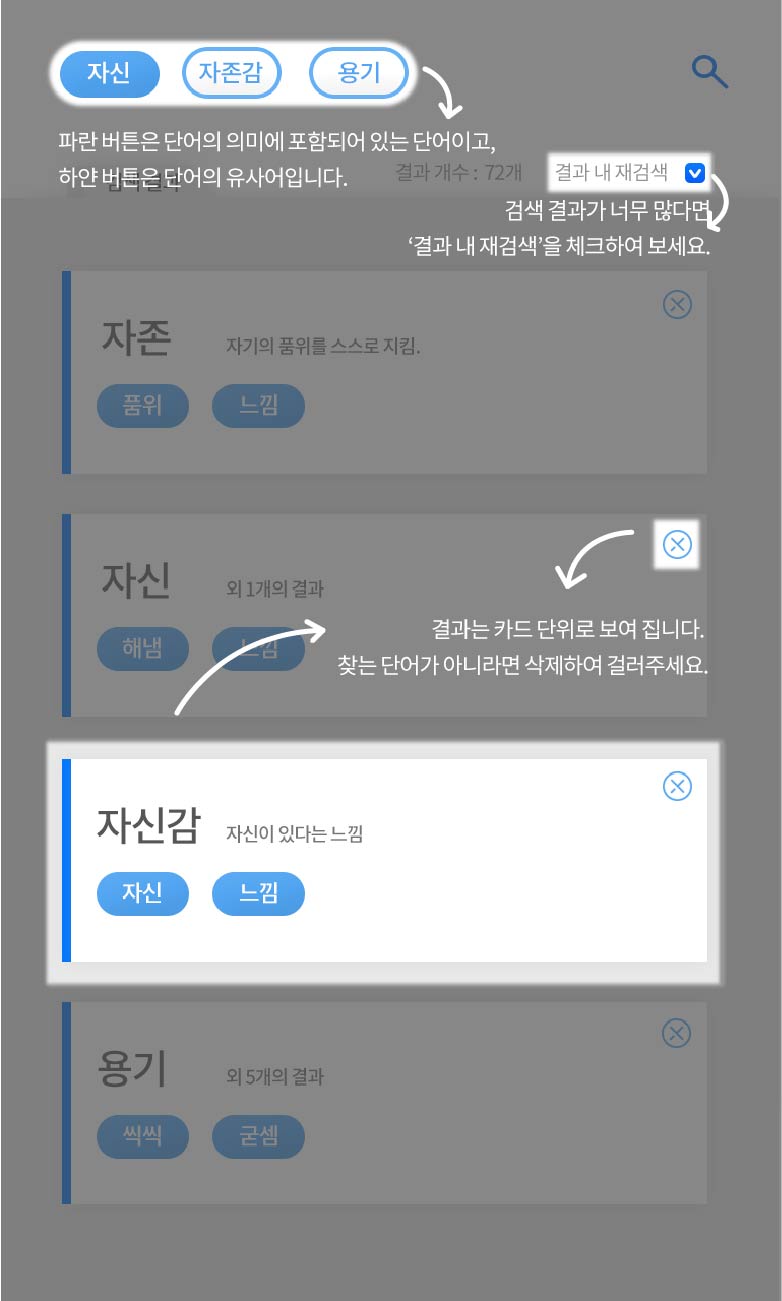 자신 자존감 용기
파란 버튼은 단어의 의미에 포함되어 있는 단어이고,
하얀 버튼은 단어의 유사어입니다.
검색 결과
결과 개수 : 72개 결과 내 재검색
검색 결과가 너무 많다면
‘결과 내 재검색’을 체크하여 보세요.
자존 자기의 품위를 스스로 지킴.
품위 느낌
자신 외 1개의 결과
해냄 느낌
결과는 카드 단위로 보여 집니다.
찾는 단어가 아니라면 삭제하여 걸러주세요.
자신감 자신이 있다는 느낌
자신 느낌
용기 외 5개의 결과
씩씩 굳셈